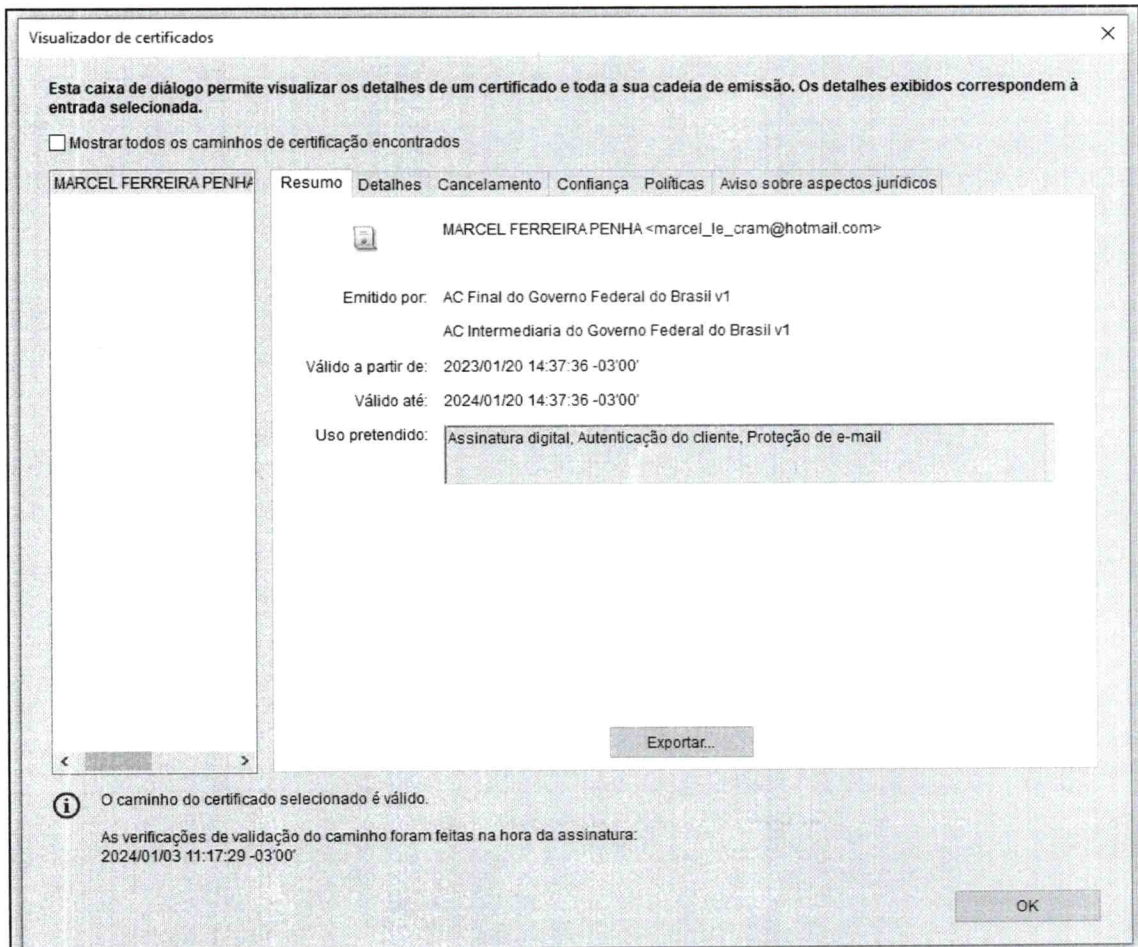 Visualizador de certificados
Esta caixa de diálogo permite visualizar os detalhes de um certificado e toda a sua cadeia de emissão. Os detalhes exibidos correspondem à
entrada selecionada.
Mostrar todos os caminhos de certificação encontrados
MARCEL FERREIRA PENHA
Resumo Detalhes Cancelamento Confiança Políticas Aviso sobre aspectos jurídicos
MARCEL FERREIRA PENHA <marcel_le_cram@hotmail.com>
Emitido por: AC Final do Governo Federal do Brasil v1
AC Intermediaria do Governo Federal do Brasil v1
Válido a partir de: 2023/01/20 14:37:36 -03'00'
Válido até: 2024/01/20 14:37:36 -03'00'
Uso pretendido: Assinatura digital, Autenticação do cliente, Proteção de e-mail
Exportar...
O caminho do certificado selecionado é válido.
As verificações de validação do caminho foram feitas na hora da assinatura:
2024/01/03 11:17:29 -03'00'
OK